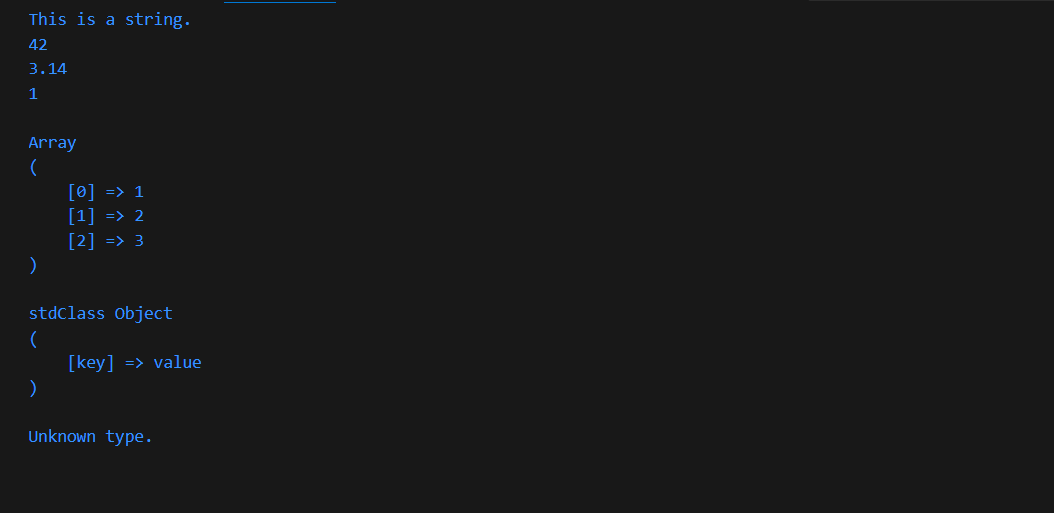 This is a string.
42
3.14
1
Array
(
[0] => 1
[1] => 2
[2] => 3
)
stdClass Object
(
[key] => value
)
Unknown type.